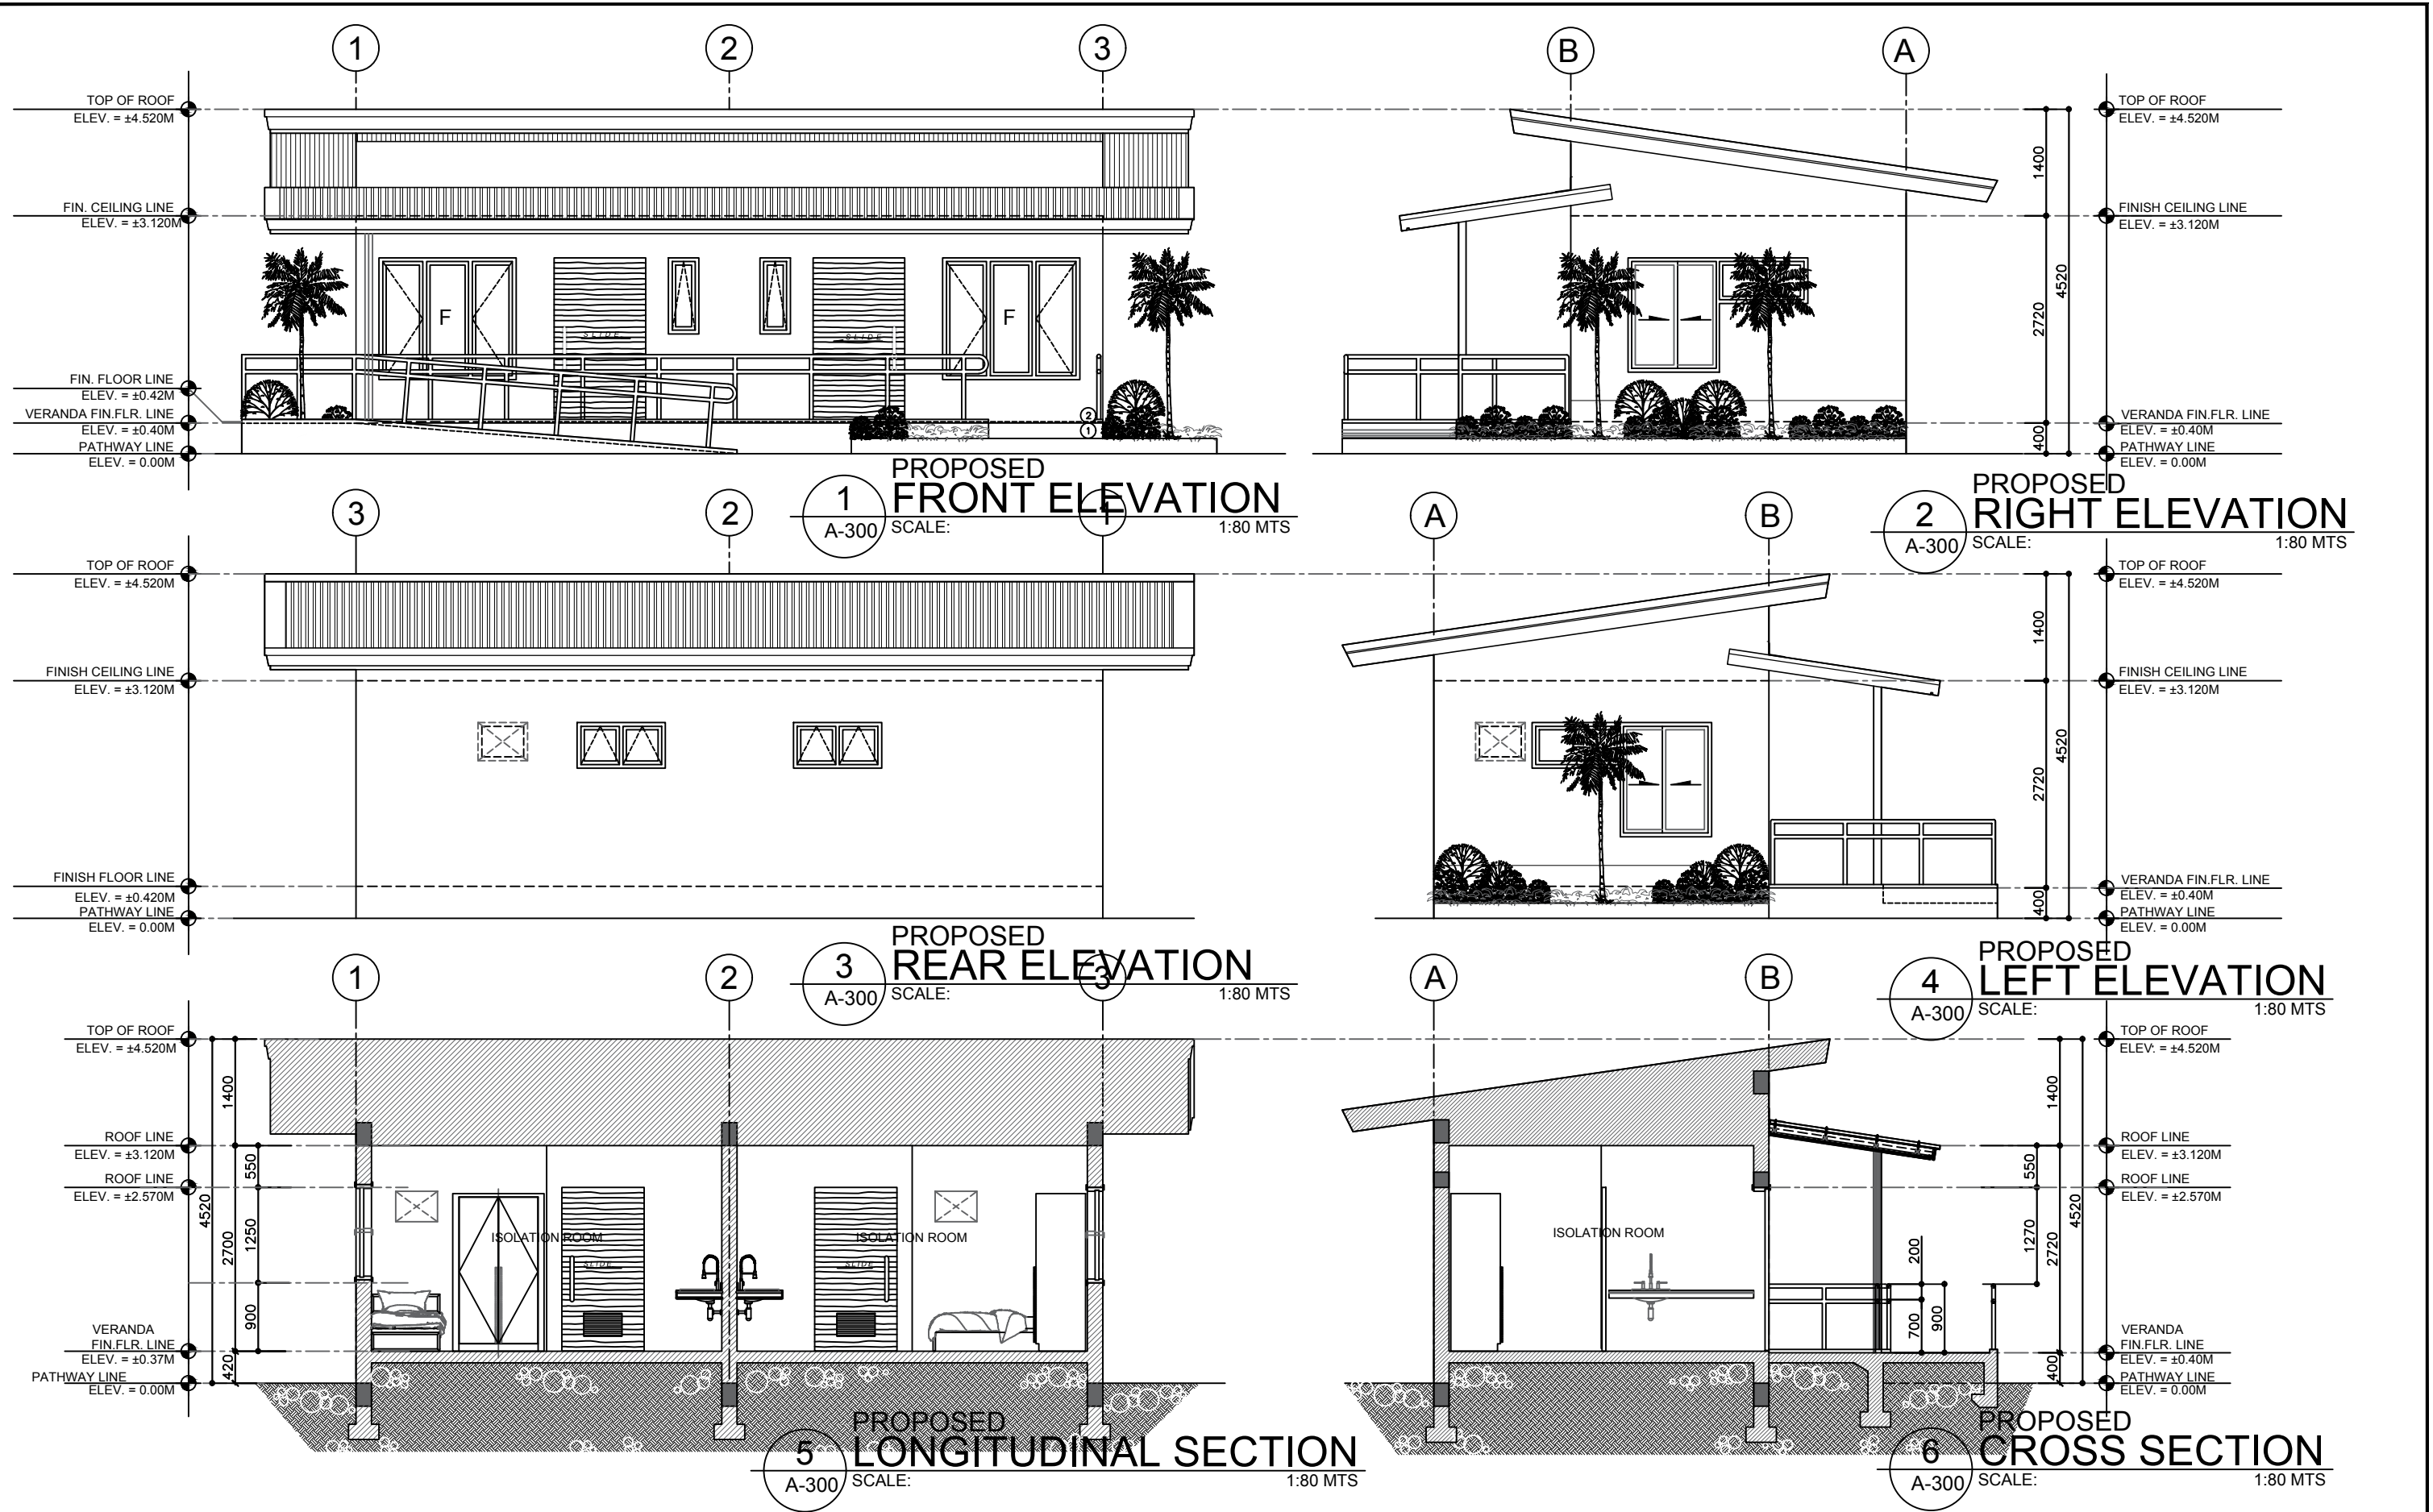 1
2
3
TOP OF ROOF
ELEV. = ±4.520M
FIN. CEILING LINE
ELEV. = ±3.120M
FIN. FLOOR LINE
ELEV. = ±0.42M
VERANDA FIN.FLR. LINE
ELEV. = ±0.40M
PATHWAY LINE
ELEV. = 0.00M
F
SLIDE
SLIDE
F
2
1
1
A-300
PROPOSED
FRONT ELEVATION
SCALE:
1:80 MTS
B
A
1400
2720
400
4520
TOP OF ROOF
ELEV. = ±4.520M
FINISH CEILING LINE
ELEV. = ±3.120M
VERANDA FIN.FLR. LINE
ELEV. = ±0.40M
PATHWAY LINE
ELEV. = 0.00M
2
A-300
PROPOSED
RIGHT ELEVATION
SCALE:
1:80 MTS
3
2
1
TOP OF ROOF
ELEV. = ±4.520M
FINISH CEILING LINE
ELEV. = ±3.120M
FINISH FLOOR LINE
ELEV. = ±0.420M
PATHWAY LINE
ELEV. = 0.00M
3
A-300
PROPOSED
REAR ELEVATION
SCALE:
1:80 MTS
A
B
1400
2720
400
4520
TOP OF ROOF
ELEV. = ±4.520M
FINISH CEILING LINE
ELEV. = ±3.120M
VERANDA FIN.FLR. LINE
ELEV. = ±0.40M
PATHWAY LINE
ELEV. = 0.00M
4
A-300
PROPOSED
LEFT ELEVATION
SCALE:
1:80 MTS
1
2
3
TOP OF ROOF
ELEV. = ±4.520M
ROOF LINE
ELEV. = ±3.120M
ROOF LINE
ELEV. = ±2.570M
VERANDA
FIN.FLR. LINE
ELEV. = ±0.37M
PATHWAY LINE
ELEV. = 0.00M
4520
1400
2700
420
550
1250
900
ISOLATION ROOM
SLIDE
ISOLATION ROOM
SLIDE
5
A-300
PROPOSED
LONGITUDINAL SECTION
SCALE:
1:80 MTS
A
B
ISOLATION ROOM
200
700
900
550
1270
1400
2720
400
4520
TOP OF ROOF
ELEV. = ±4.520M
ROOF LINE
ELEV. = ±3.120M
ROOF LINE
ELEV. = ±2.570M
VERANDA
FIN.FLR. LINE
ELEV. = ±0.40M
PATHWAY LINE
ELEV. = 0.00M
6
A-300
PROPOSED
CROSS SECTION
SCALE:
1:80 MTS